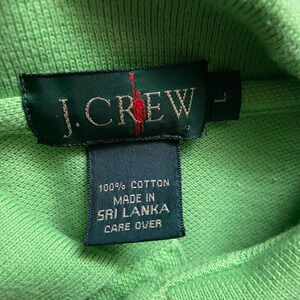 J.CREW
L
100% COTTON
MADE IN
SRI LANKA
CARE OVER